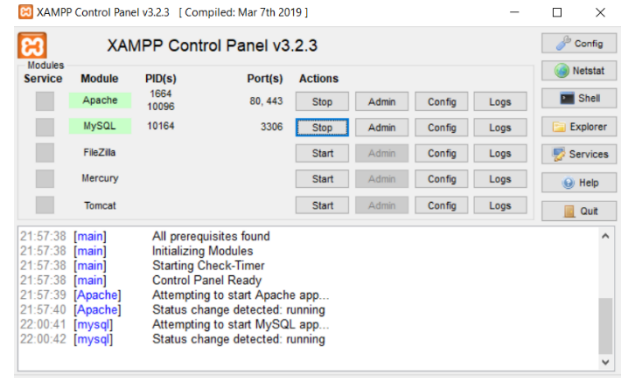 XAMPP Control Panel v3.2.3 [ Compiled: Mar 7th 2019 ]
XAMPP Control Panel v3.2.3
Config
Modules
Service Module PID(s) Port(s) Actions
Netstat
Apache 1664 10096 80, 443 Stop Admin Config Logs
Shell
MySQL 10164 3306 Stop Admin Config Logs
Explorer
FileZilla Start Admin Config Logs
Services
Mercury Start Admin Config Logs
Help
Tomcat Start Admin Config Logs
Quit
21:57:38 [main] All prerequisites found
21:57:38 [main] Initializing Modules
21:57:38 [main] Starting Check-Timer
21:57:38 [main] Control Panel Ready
21:57:39 [Apache] Attempting to start Apache app...
21:57:40 [Apache] Status change detected: running
22:00:41 [mysql] Attempting to start MySQL app...
22:00:42 [mysql] Status change detected: running